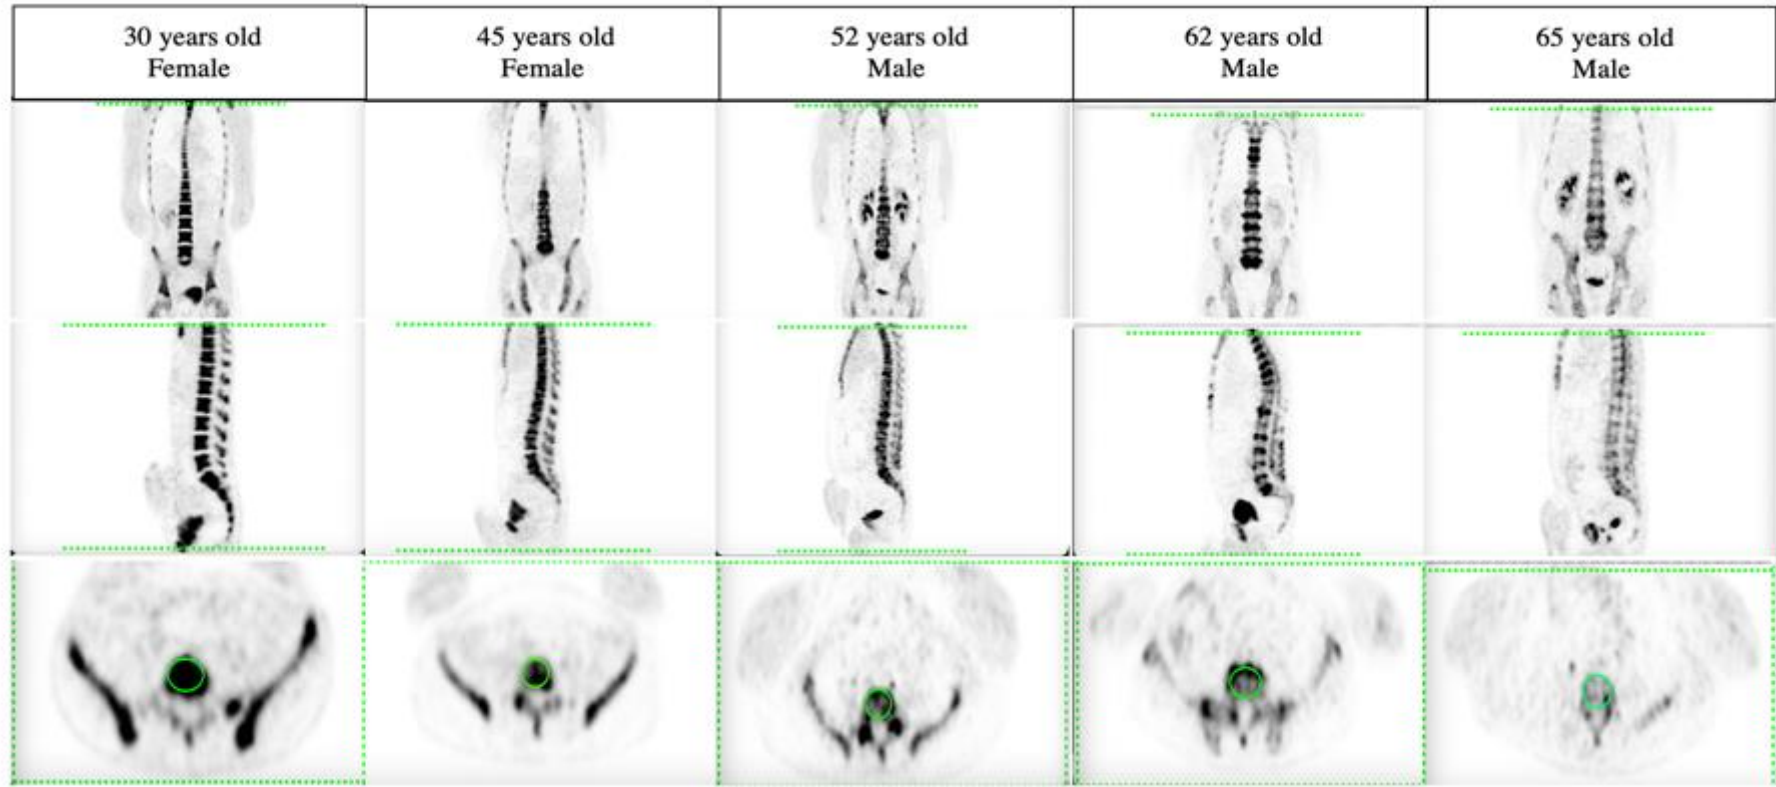 30 years old
Female
45 years old
Female
52 years old
Male
62 years old
Male
65 years old
Male